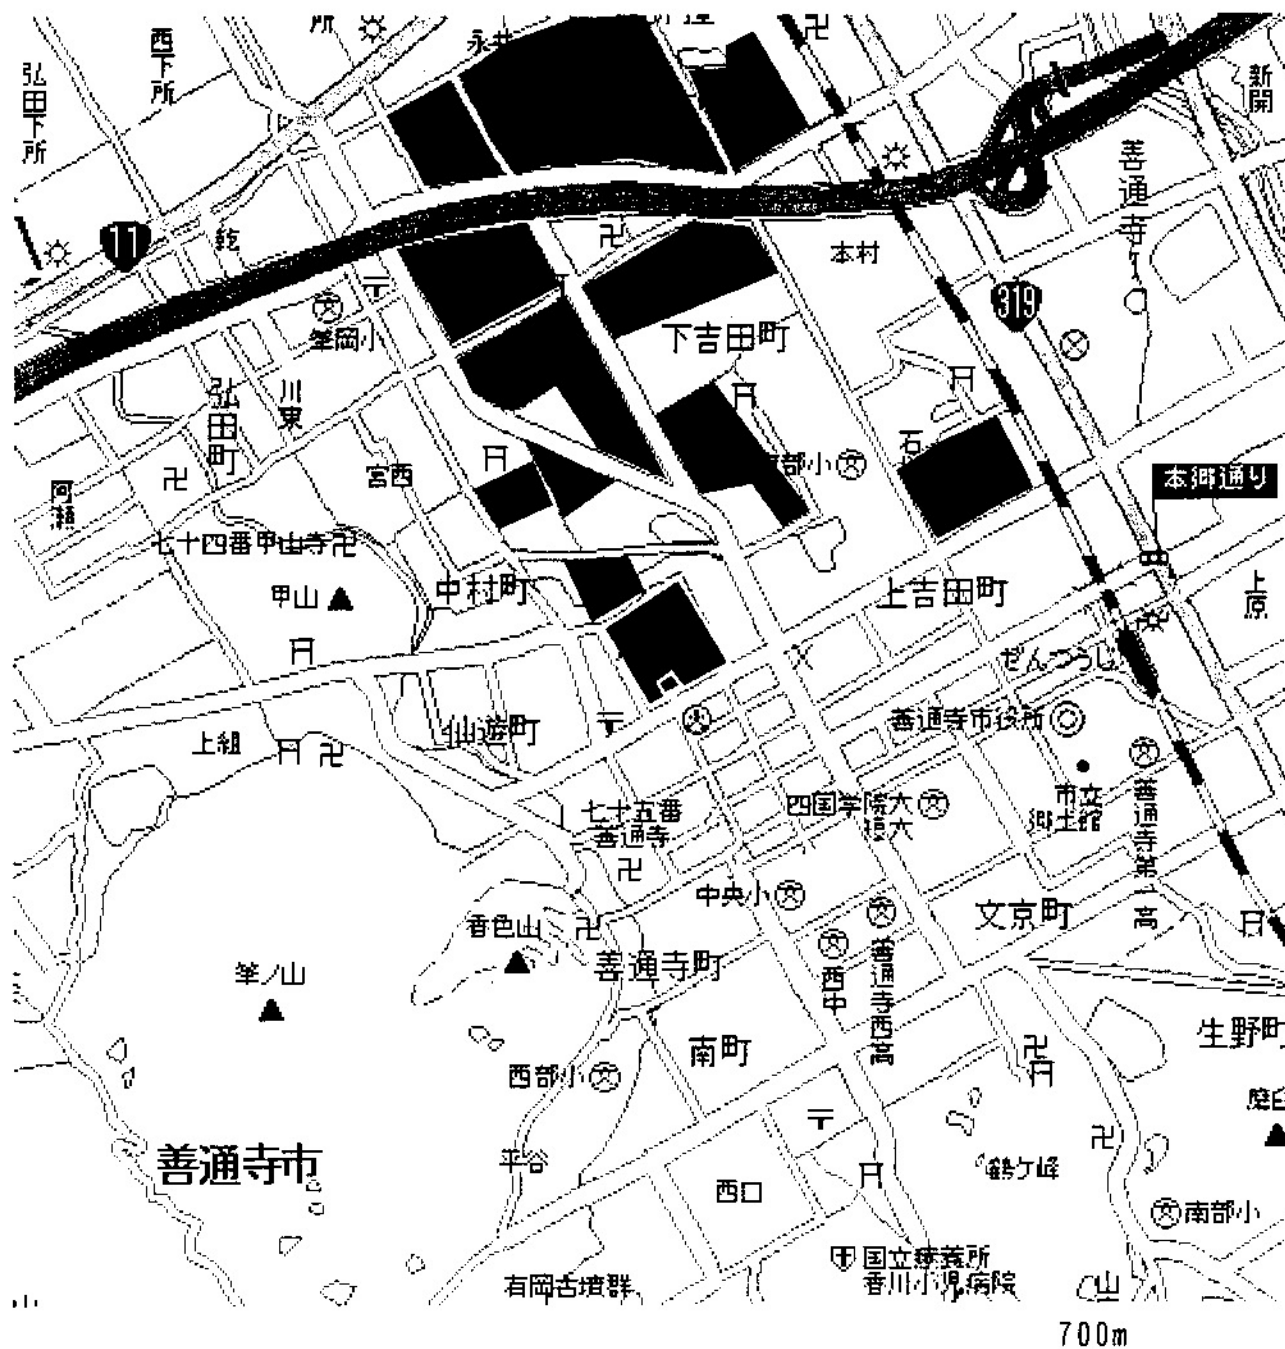 所
西下所
永井
弘田下所
新開
善通寺
11
乾
本村
319
筆岡小
下吉田町
弘田町
川東
宮西
本郷通り
七十四番甲山寺
甲山
中村町
上吉田町
上原
ぜんつうじ
仙遊町
善通寺市役所
上組
市立
郷土館
七十五番
善通寺
四国学院大
善通寺第一高
中央小
文京町
香色山
善通寺町
筆ノ山
西中
善通寺西高
南町
生野町
西部小
善通寺市
平谷
西口
鶴ケ峰
南部小
国立療養所
香川小児病院
有岡古墳群
山
700m